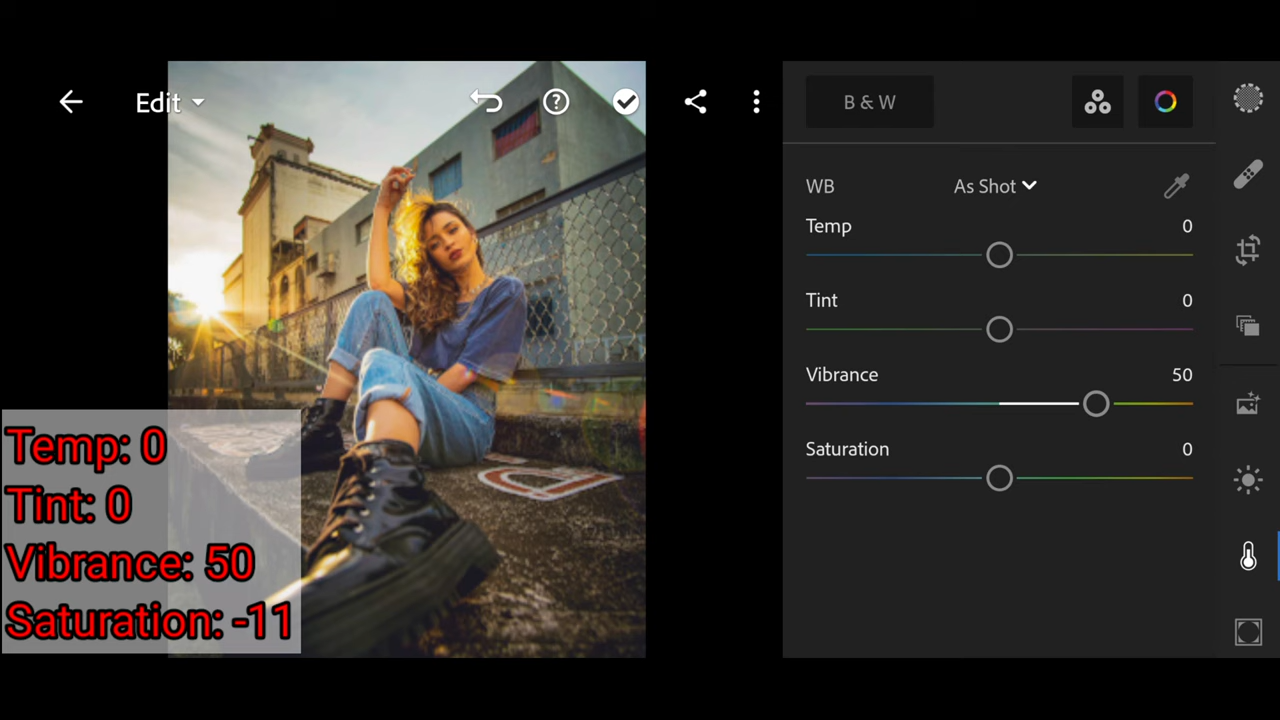 Edit
B & W
WB As Shot
Temp 0
Tint 0
Vibrance 50
Saturation 0
Temp: 0
Tint: 0
Vibrance: 50
Saturation: -11